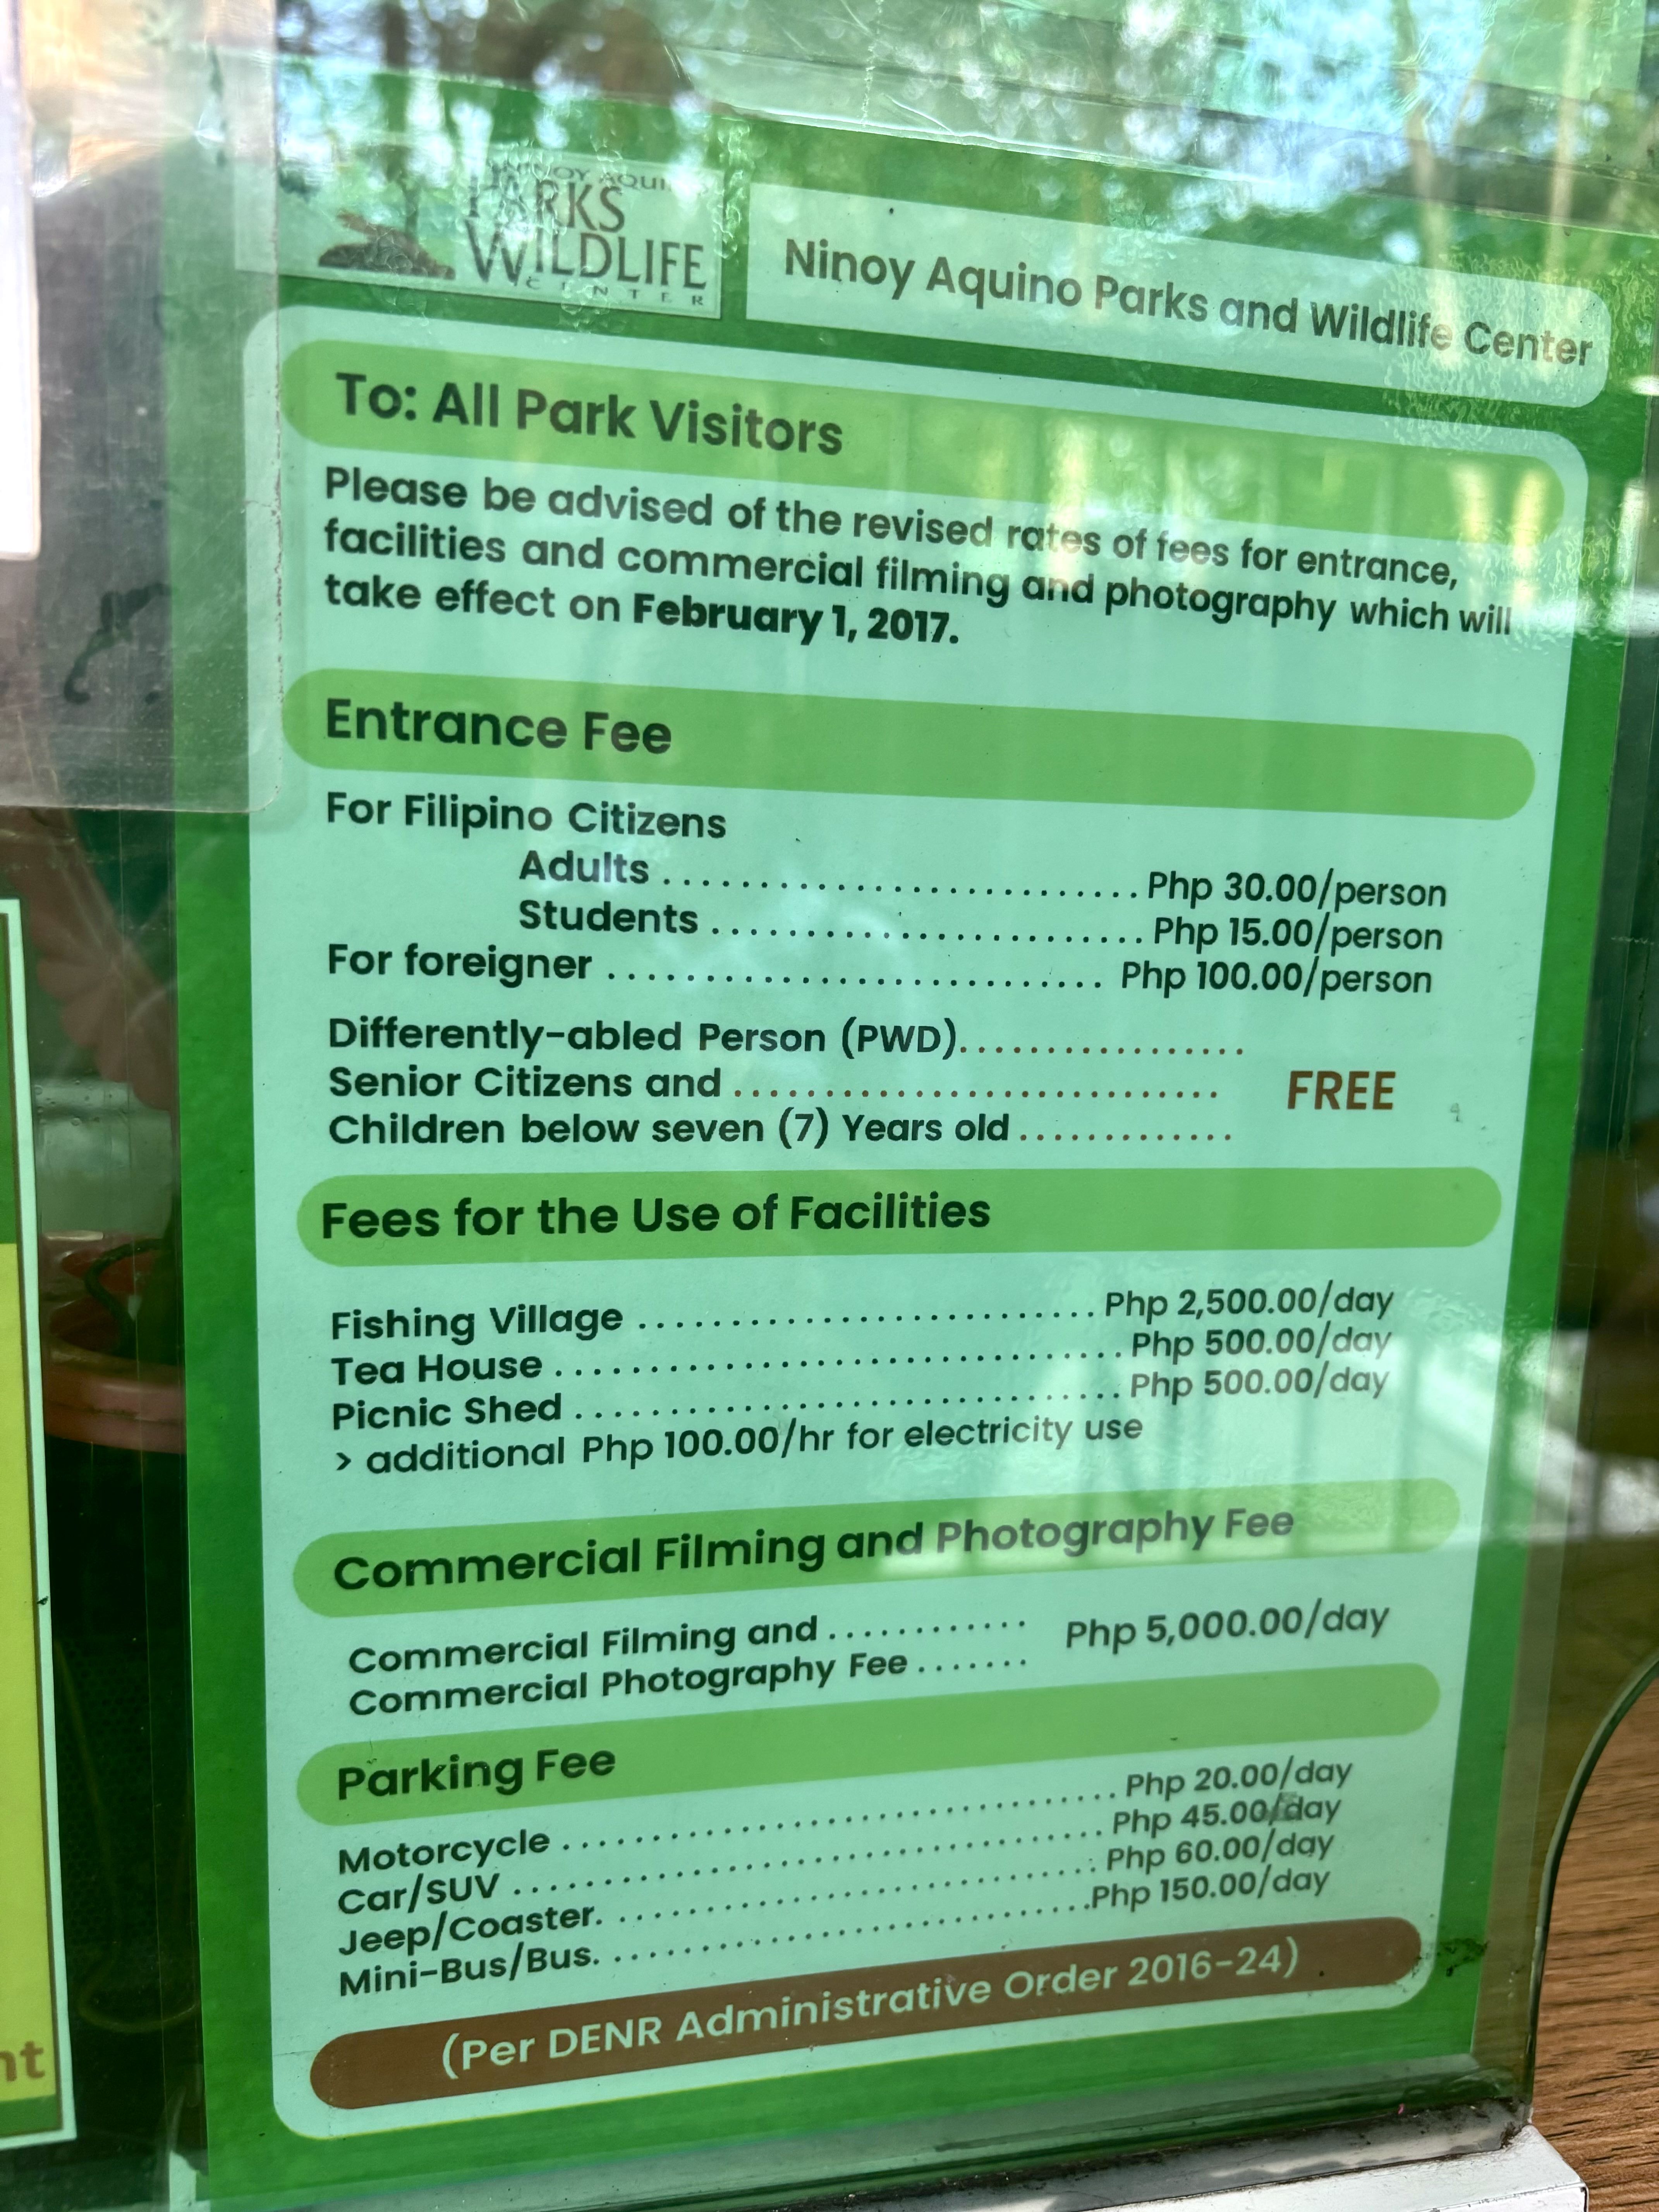 PARKS
WILDLIFE
CENTER
Ninoy Aquino Parks and Wildlife Center
To: All Park Visitors
Please be advised of the revised rates of fees for entrance,
facilities and commercial filming and photography which will
take effect on February 1, 2017.
Entrance Fee
For Filipino Citizens
Adults ............................. Php 30.00/person
Students .......................... Php 15.00/person
For foreigner ............................... Php 100.00/person
Differently-abled Person (PWD)..................
Senior Citizens and ............................... FREE
Children below seven (7) Years old ..............
Fees for the Use of Facilities
Fishing Village ............................. Php 2,500.00/day
Tea House .................................... Php 500.00/day
Picnic Shed ................................... Php 500.00/day
> additional Php 100.00/hr for electricity use
Commercial Filming and Photography Fee
Commercial Filming and ............ Php 5,000.00/day
Commercial Photography Fee .......
Parking Fee
Motorcycle .................................... Php 20.00/day
Car/SUV ....................................... Php 45.00/day
Jeep/Coaster. ................................ Php 60.00/day
Mini-Bus/Bus. ................................Php 150.00/day
(Per DENR Administrative Order 2016-24)
nt